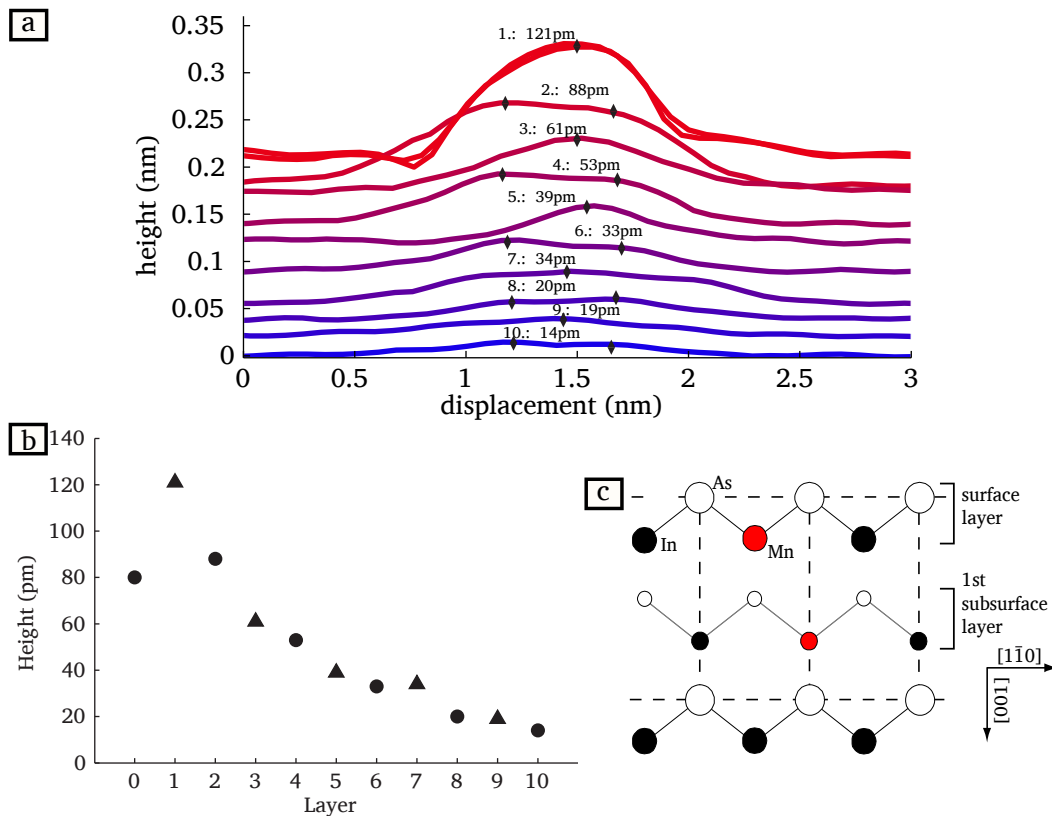 a
0.35
0.3
0.25
0.2
0.15
0.1
0.05
0
height (nm)
1.: 121pm
2.: 88pm
3.: 61pm
4.: 53pm
5.: 39pm
6.: 33pm
7.: 34pm
8.: 20pm
9.: 19pm
10.: 14pm
0 0.5 1 1.5 2 2.5 3
displacement (nm)
b
140
120
100
80
60
40
20
0
Height (pm)
0 1 2 3 4 5 6 7 8 9 10
Layer
c
As
In
Mn
surface
layer
1st
subsurface
layer
[11̄0]
[001]